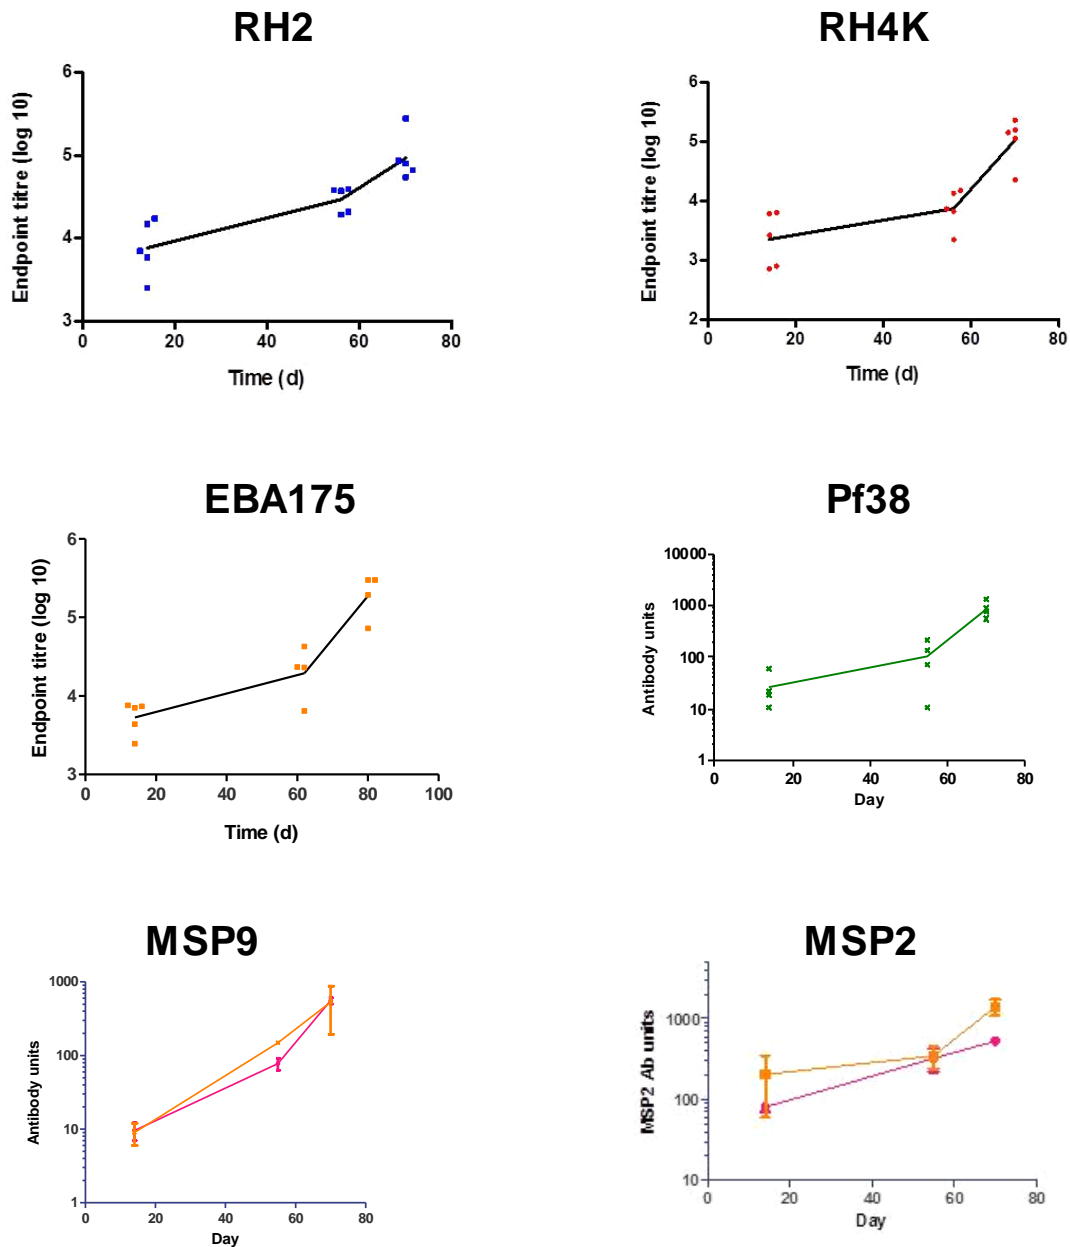 RH2
RH4K
Endpoint titre (log 10)
6
5
4
3
0 20 40 60 80
Time (d)
Endpoint titre (log 10)
6
5
4
3
2
0 20 40 60 80
Time (d)
EBA175
Pf38
Endpoint titre (log 10)
6
5
4
3
0 20 40 60 80 100
Time (d)
Antibody units
10000
1000
100
10
1
0 20 40 60 80
Day
MSP9
MSP2
Antibody units
1000
100
10
1
0 20 40 60 80
Day
MSP2 Ab units
1000
100
10
0 20 40 60 80
Day